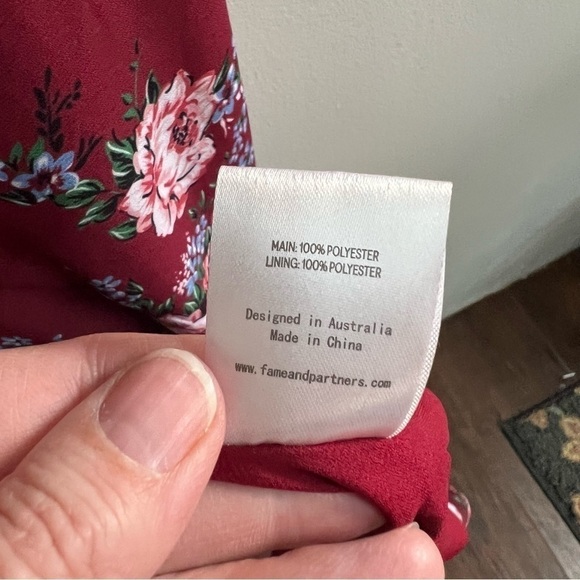 MAIN: 100% POLYESTER
LINING: 100% POLYESTER
Designed in Australia
Made in China
www.fameandpartners.com